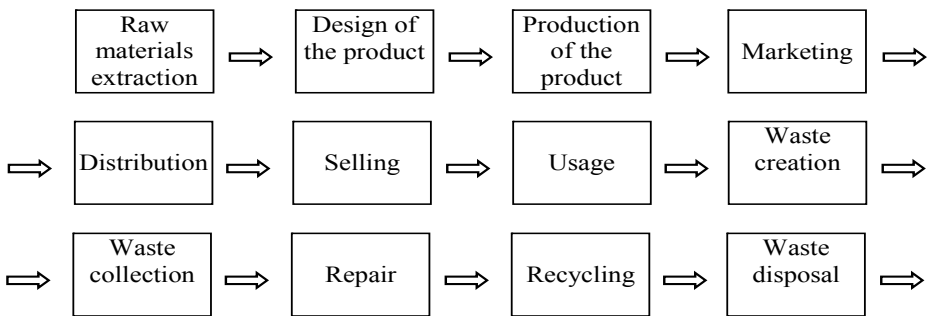 Raw
materials
extraction
Design of
the product
Production
of the
product
Marketing
Distribution
Selling
Usage
Waste
creation
Waste
collection
Repair
Recycling
Waste
disposal